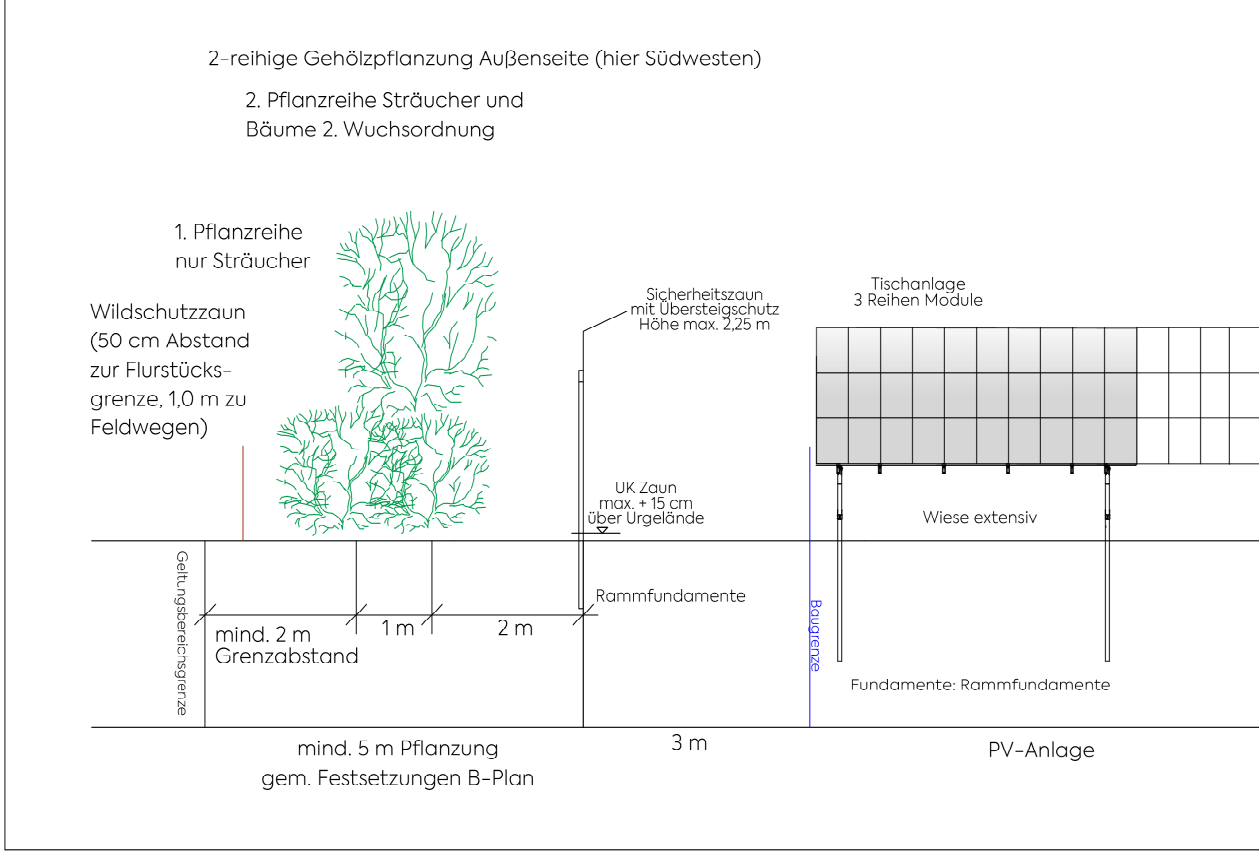 2-reihige Gehölzpflanzung Außenseite (hier Südwesten)
2. Pflanzreihe Sträucher und
Bäume 2. Wuchsordnung
1. Pflanzreihe
nur Sträucher
Wildschutzzaun
(50 cm Abstand
zur Flurstücks-
grenze, 1,0 m zu
Feldwegen)
Sicherheitszaun
mit Übersteigschutz
Höhe max. 2,25 m
Tischanlage
3 Reihen Module
UK Zaun
max. + 15 cm
über Urgelände
Wiese extensiv
Geltungsbereichsgrenze
mind. 2 m
Grenzabstand
1 m
2 m
Rammfundamente
Baugrenze
Fundamente: Rammfundamente
mind. 5 m Pflanzung
gem. Festsetzungen B-Plan
3 m
PV-Anlage